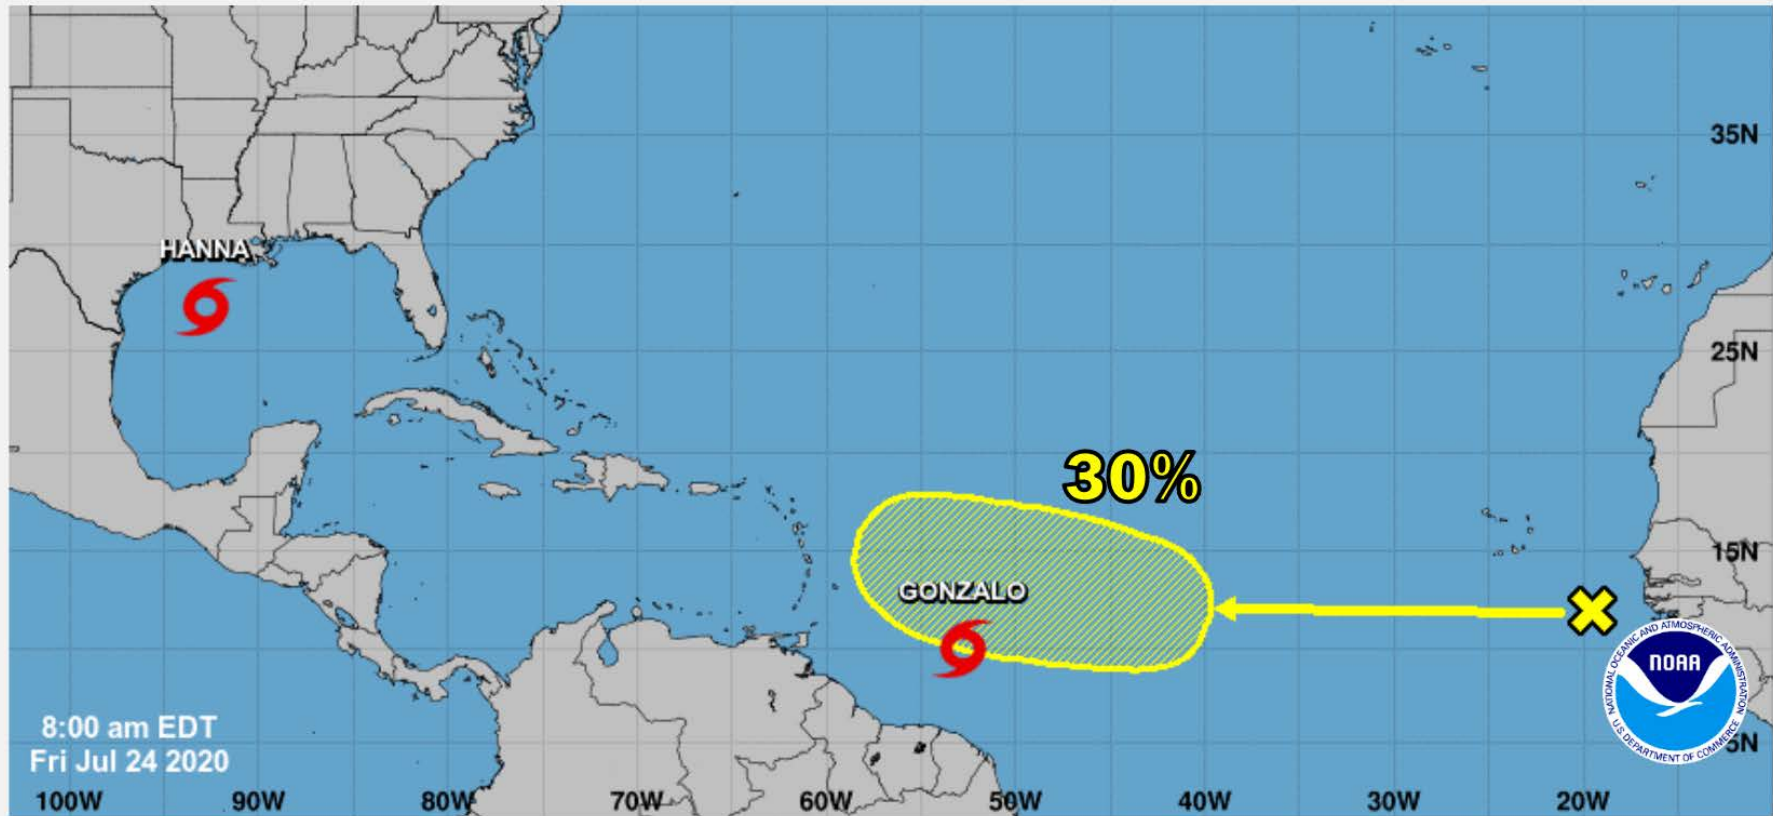 35N
HANNA
25N
30%
15N
GONZALO
NATIONAL OCEANIC AND ATMOSPHERIC ADMINISTRATION
NOAA
U.S. DEPARTMENT OF COMMERCE
5N
8:00 am EDT
Fri Jul 24 2020
100W 90W 80W 70W 60W 50W 40W 30W 20W